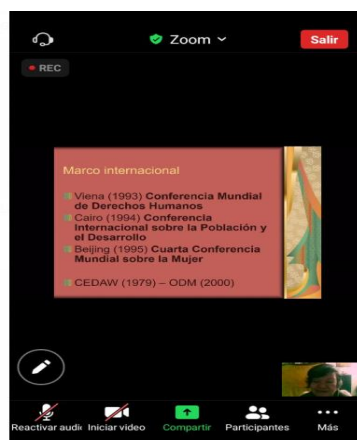 Zoom
Salir
REC
Marco internacional
Viena (1993) Conferencia Mundial
de Derechos Humanos
Cairo (1994) Conferencia
Internacional sobre la Población y
el Desarrollo
Beijing (1995) Cuarta Conferencia
Mundial sobre la Mujer
CEDAW (1979) – ODM (2000)
Reactivar audio Iniciar video Compartir Participantes Más